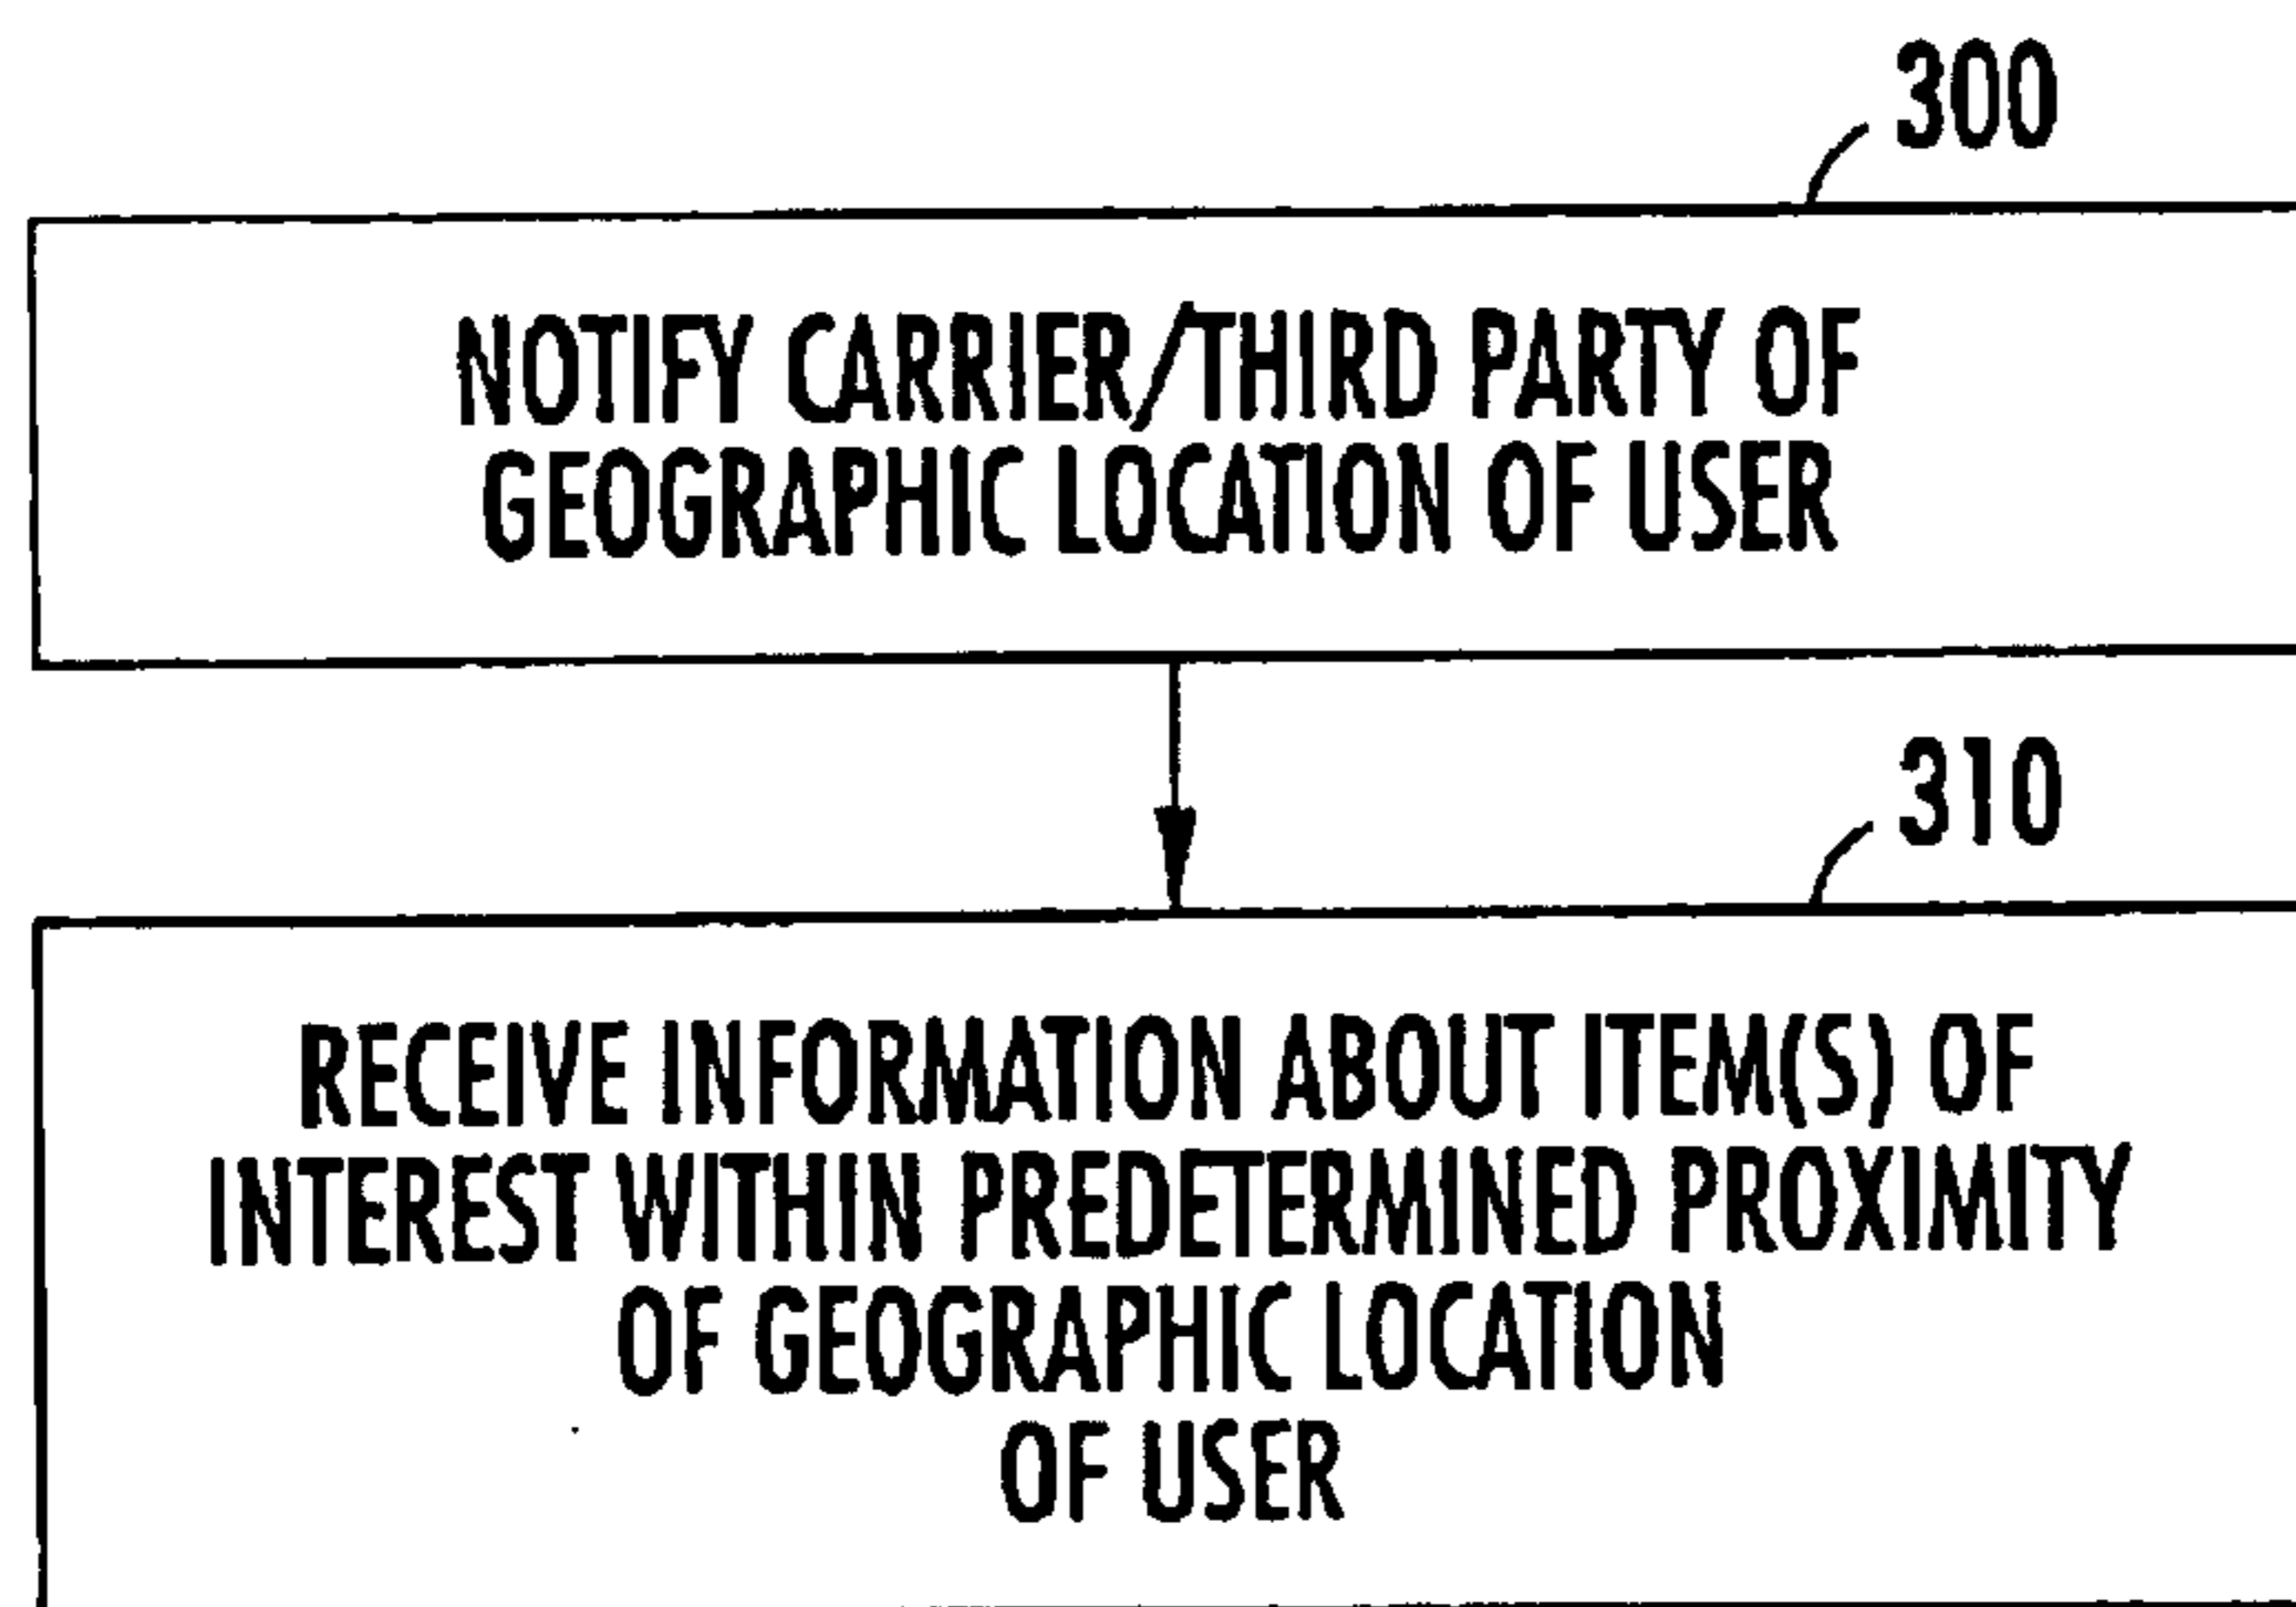 300
NOTIFY CARRIER/THIRD PARTY OF
GEOGRAPHIC LOCATION OF USER
310
RECEIVE INFORMATION ABOUT ITEM(S) OF
INTEREST WITHIN PREDETERMINED PROXIMITY
OF GEOGRAPHIC LOCATION
OF USER